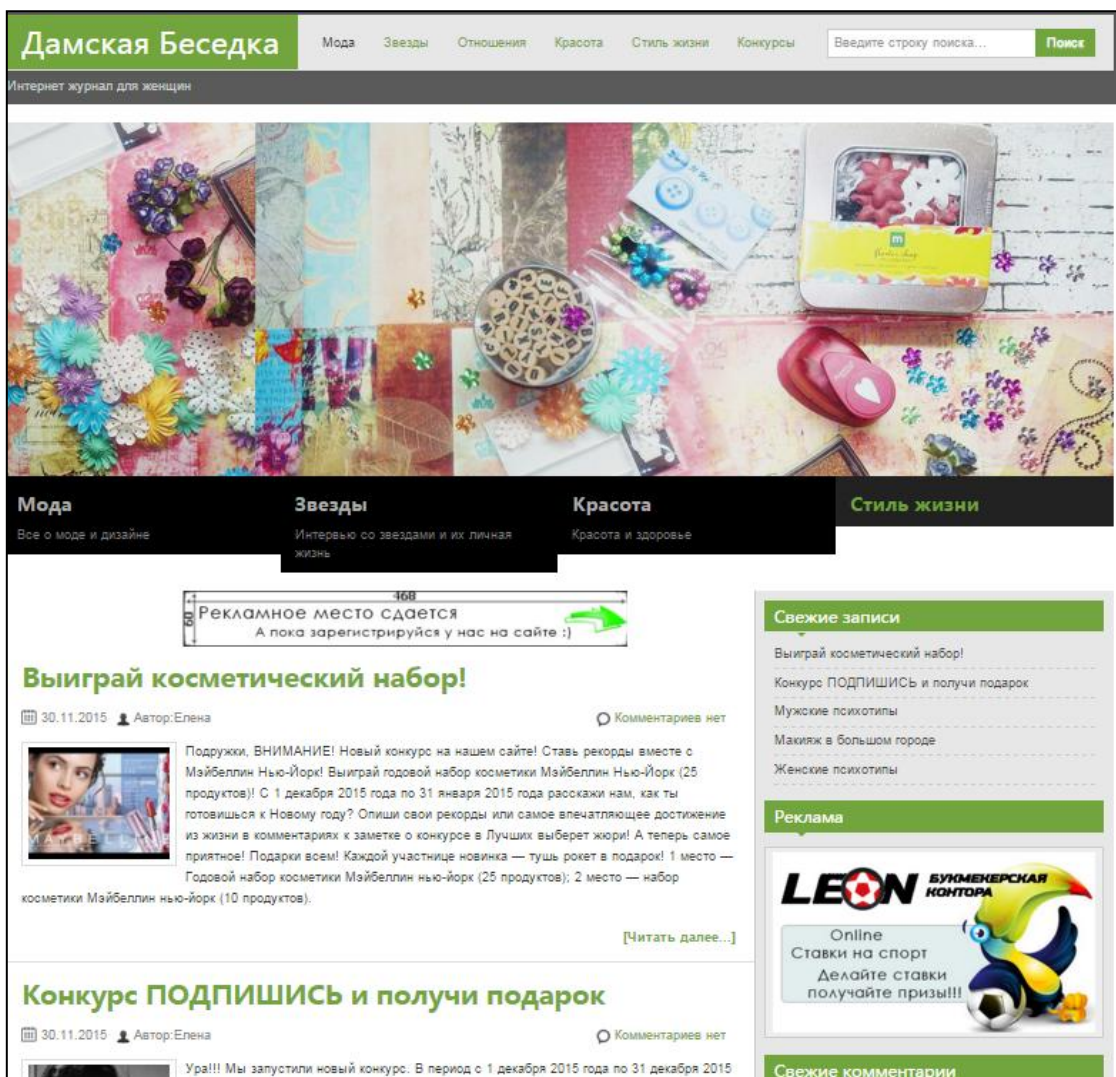 Дамская Беседка
Мода Звезды Отношения Красота Стиль жизни Конкурсы
Введите строку поиска... Поиск
Интернет журнал для женщин
Мода
Все о моде и дизайне
Звезды
Интервью со звездами и их личная
жизнь
Красота
Красота и здоровье
Стиль жизни
468
60
Рекламное место сдается
А пока зарегистрируйся у нас на сайте :)
Выиграй косметический набор!
30.11.2015 Автор:Елена Комментариев нет
Подружки, ВНИМАНИЕ! Новый конкурс на нашем сайте! Ставь рекорды вместе с
Мэйбеллин Нью-Йорк! Выиграй годовой набор косметики Мэйбеллин Нью-Йорк (25
продуктов)! С 1 декабря 2015 года по 31 января 2015 года расскажи нам, как ты
готовишься к Новому году? Опиши свои рекорды или самое впечатляющее достижение
из жизни в комментариях к заметке о конкурсе в Лучших выберет жюри! А теперь самое
приятное! Подарки всем! Каждой участнице новинка — тушь рокет в подарок! 1 место —
Годовой набор косметики Мэйбеллин нью-йорк (25 продуктов); 2 место — набор
косметики Мэйбеллин нью-йорк (10 продуктов).
MAYBELLINE
[Читать далее...]
Конкурс ПОДПИШИСЬ и получи подарок
30.11.2015 Автор:Елена Комментариев нет
Ура!!! Мы запустили новый конкурс. В период с 1 декабря 2015 года по 31 декабря 2015
Свежие записи
Выиграй косметический набор!
Конкурс ПОДПИШИСЬ и получи подарок
Мужские психотипы
Макияж в большом городе
Женские психотипы
Реклама
LEON БУКМЕКЕРСКАЯ
КОНТОРА
Online
Ставки на спорт
Делайте ставки
получайте призы!!!
Свежие комментарии